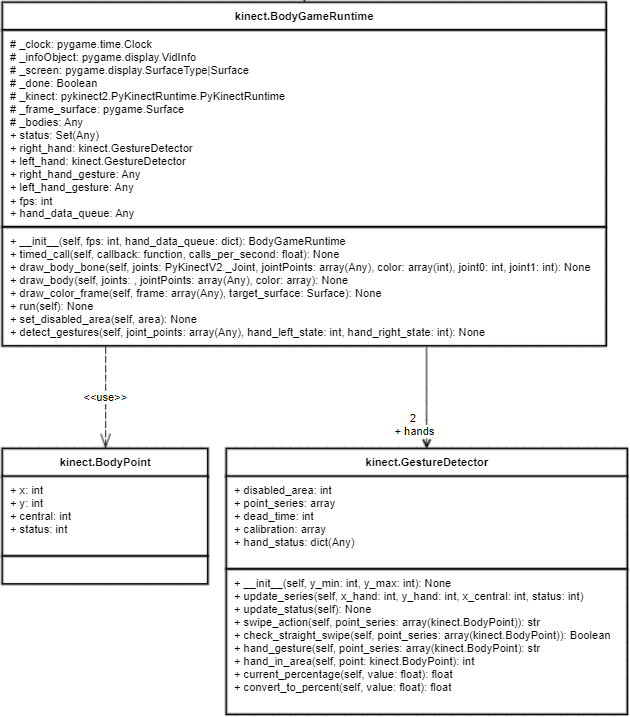 kinect.BodyGameRuntime
# _clock: pygame.time.Clock
# _infoObject: pygame.display.VidInfo
# _screen: pygame.display.SurfaceType|Surface
# _done: Boolean
# _kinect: pykinect2.PyKinectRuntime.PyKinectRuntime
# _frame_surface: pygame.Surface
# _bodies: Any
+ status: Set(Any)
+ right_hand: kinect.GestureDetector
+ left_hand: kinect.GestureDetector
+ right_hand_gesture: Any
+ left_hand_gesture: Any
+ fps: int
+ hand_data_queue: Any
+ __init__(self, fps: int, hand_data_queue: dict): BodyGameRuntime
+ timed_call(self, callback: function, calls_per_second: float): None
+ draw_body_bone(self, joints: PyKinectV2._Joint, jointPoints: array(Any), color: array(int), joint0: int, joint1: int): None
+ draw_body(self, joints: , jointPoints: array(Any), color: array): None
+ draw_color_frame(self, frame: array(Any), target_surface: Surface): None
+ run(self): None
+ set_disabled_area(self, area): None
+ detect_gestures(self, joint_points: array(Any), hand_left_state: int, hand_right_state: int): None
<<use>>
2
+ hands
kinect.BodyPoint
+ x: int
+ y: int
+ central: int
+ status: int
kinect.GestureDetector
+ disabled_area: int
+ point_series: array
+ dead_time: int
+ calibration: array
+ hand_status: dict(Any)
+ __init__(self, y_min: int, y_max: int): None
+ update_series(self, x_hand: int, y_hand: int, x_central: int, status: int)
+ update_status(self): None
+ swipe_action(self, point_series: array(kinect.BodyPoint)): str
+ check_straight_swipe(self, point_series: array(kinect.BodyPoint)): Boolean
+ hand_gesture(self, point_series: array(kinect.BodyPoint): str
+ hand_in_area(self, point: kinect.BodyPoint): int
+ current_percentage(self, value: float): float
+ convert_to_percent(self, value: float): float